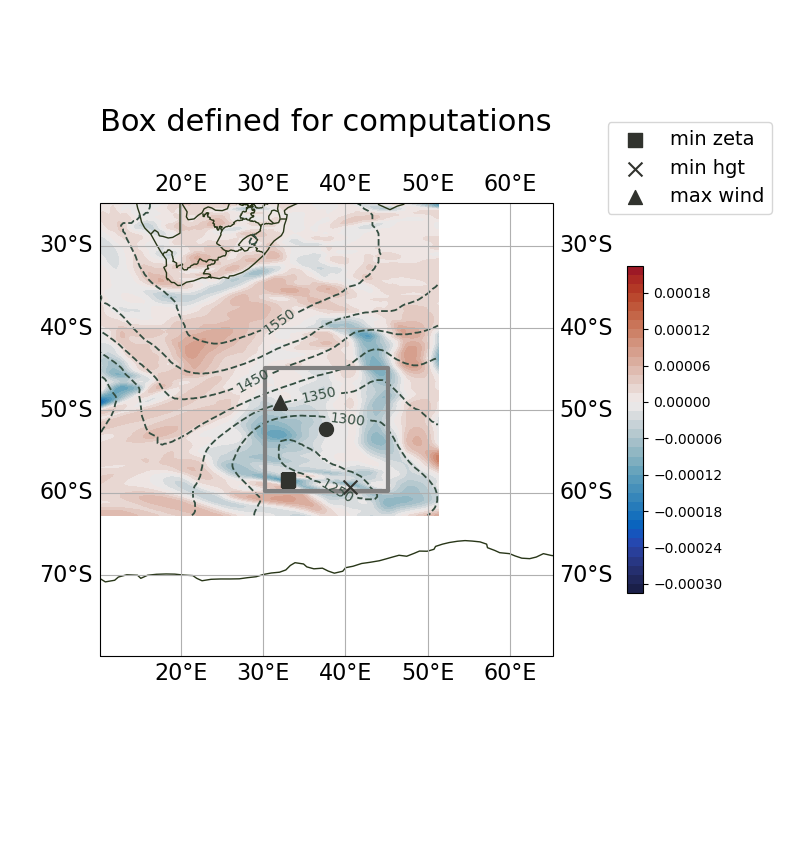 Box defined for computations
min zeta
min hgt
max wind
20°E 30°E 40°E 50°E 60°E
30°S 30°S
40°S 40°S
50°S 50°S
60°S 60°S
70°S 70°S
20°E 30°E 40°E 50°E 60°E
1550
1450
1350
1300
1250
0.00018
0.00012
0.00006
0.00000
−0.00006
−0.00012
−0.00018
−0.00024
−0.00030